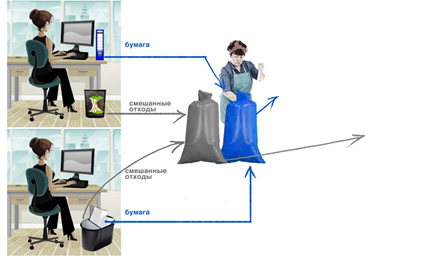 бумага
смешанные
отходы
смешанные
отходы
бумага